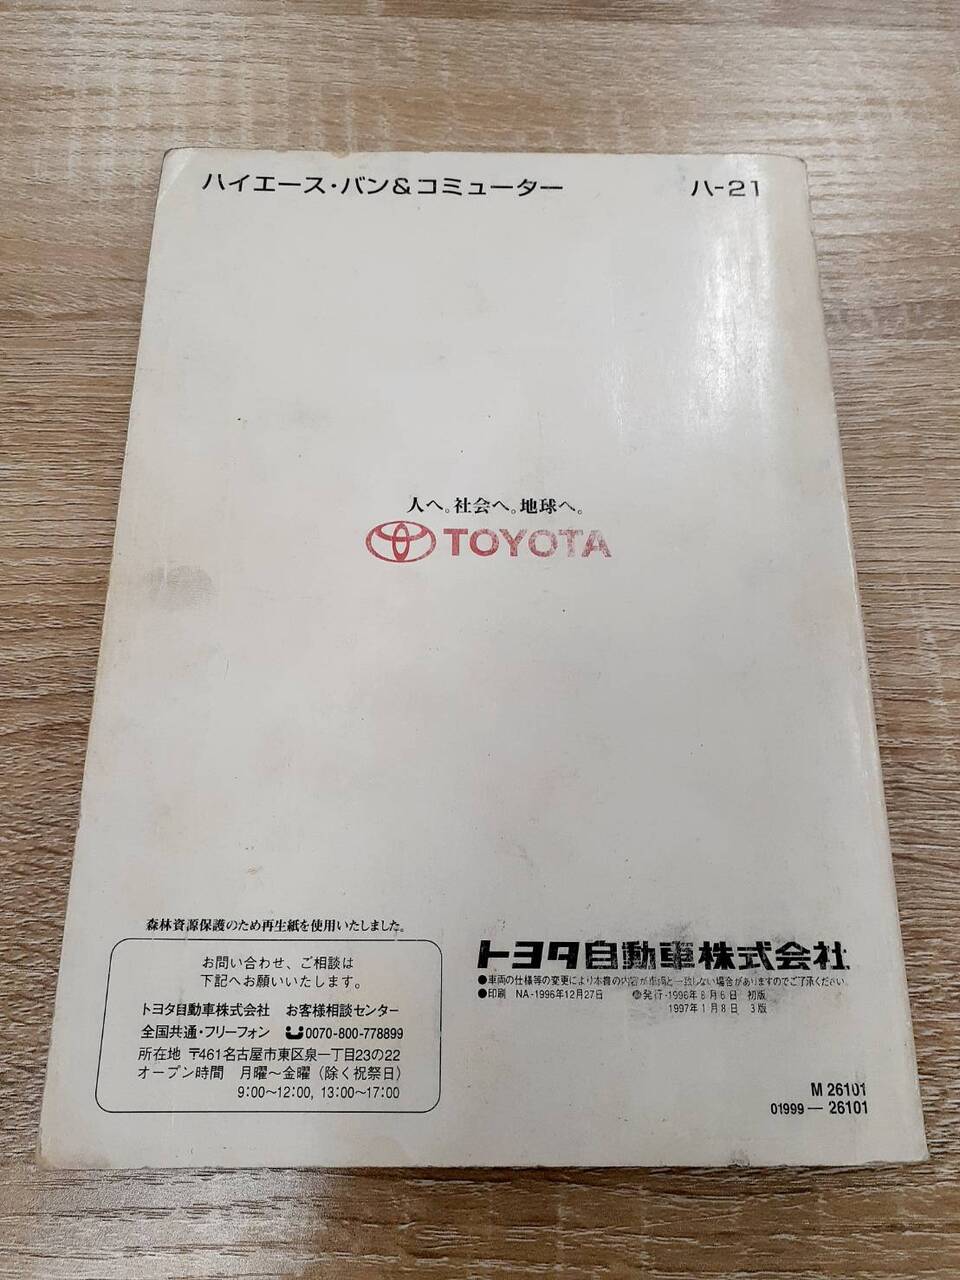 ハイエース・バン&コミューター ハ-21
人へ。社会へ。地球へ。
TOYOTA
森林資源保護のため再生紙を使用いたしました。
お問い合わせ、ご相談は
下記へお願いいたします。
トヨタ自動車株式会社 お客様相談センター
全国共通・フリーフォン 0070-800-778899
所在地 〒461名古屋市東区泉一丁目23の22
オープン時間 月曜〜金曜（除く祝祭日）
9:00〜12:00, 13:00〜17:00
トヨタ自動車株式会社
●車両の仕様等の変更により本書の内容が車両と一致しない場合がありますのでご了承ください。
●印刷 NA-1996年12月27日 発行-1996年8月6日 初版
1997年1月8日 3版
M 26101
01999—26101